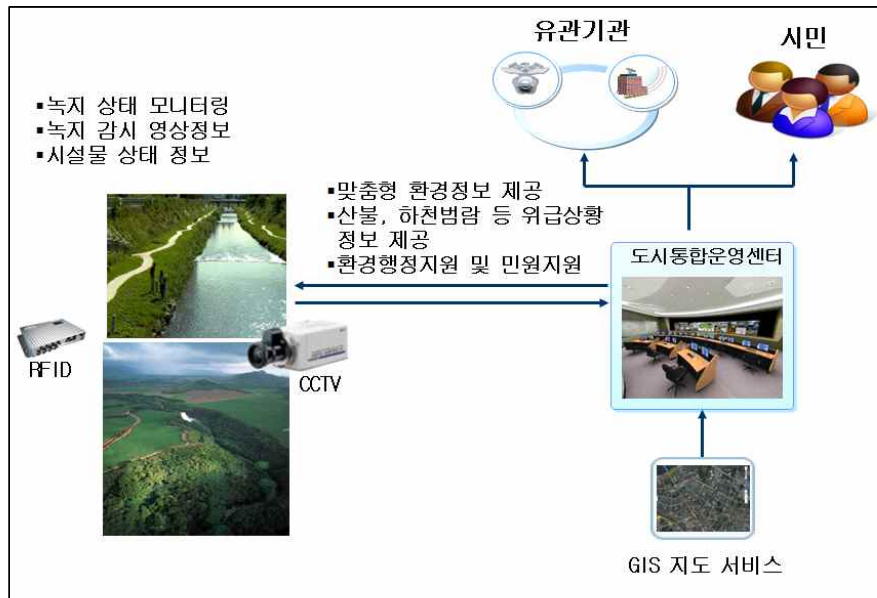 유관기관
시민
▪녹지 상태 모니터링
▪녹지 감시 영상정보
▪시설물 상태 정보
▪맞춤형 환경정보 제공
▪산불, 하천범람 등 위급상황
정보 제공
▪환경행정지원 및 민원지원
도시통합운영센터
RFID
CCTV
GIS 지도 서비스